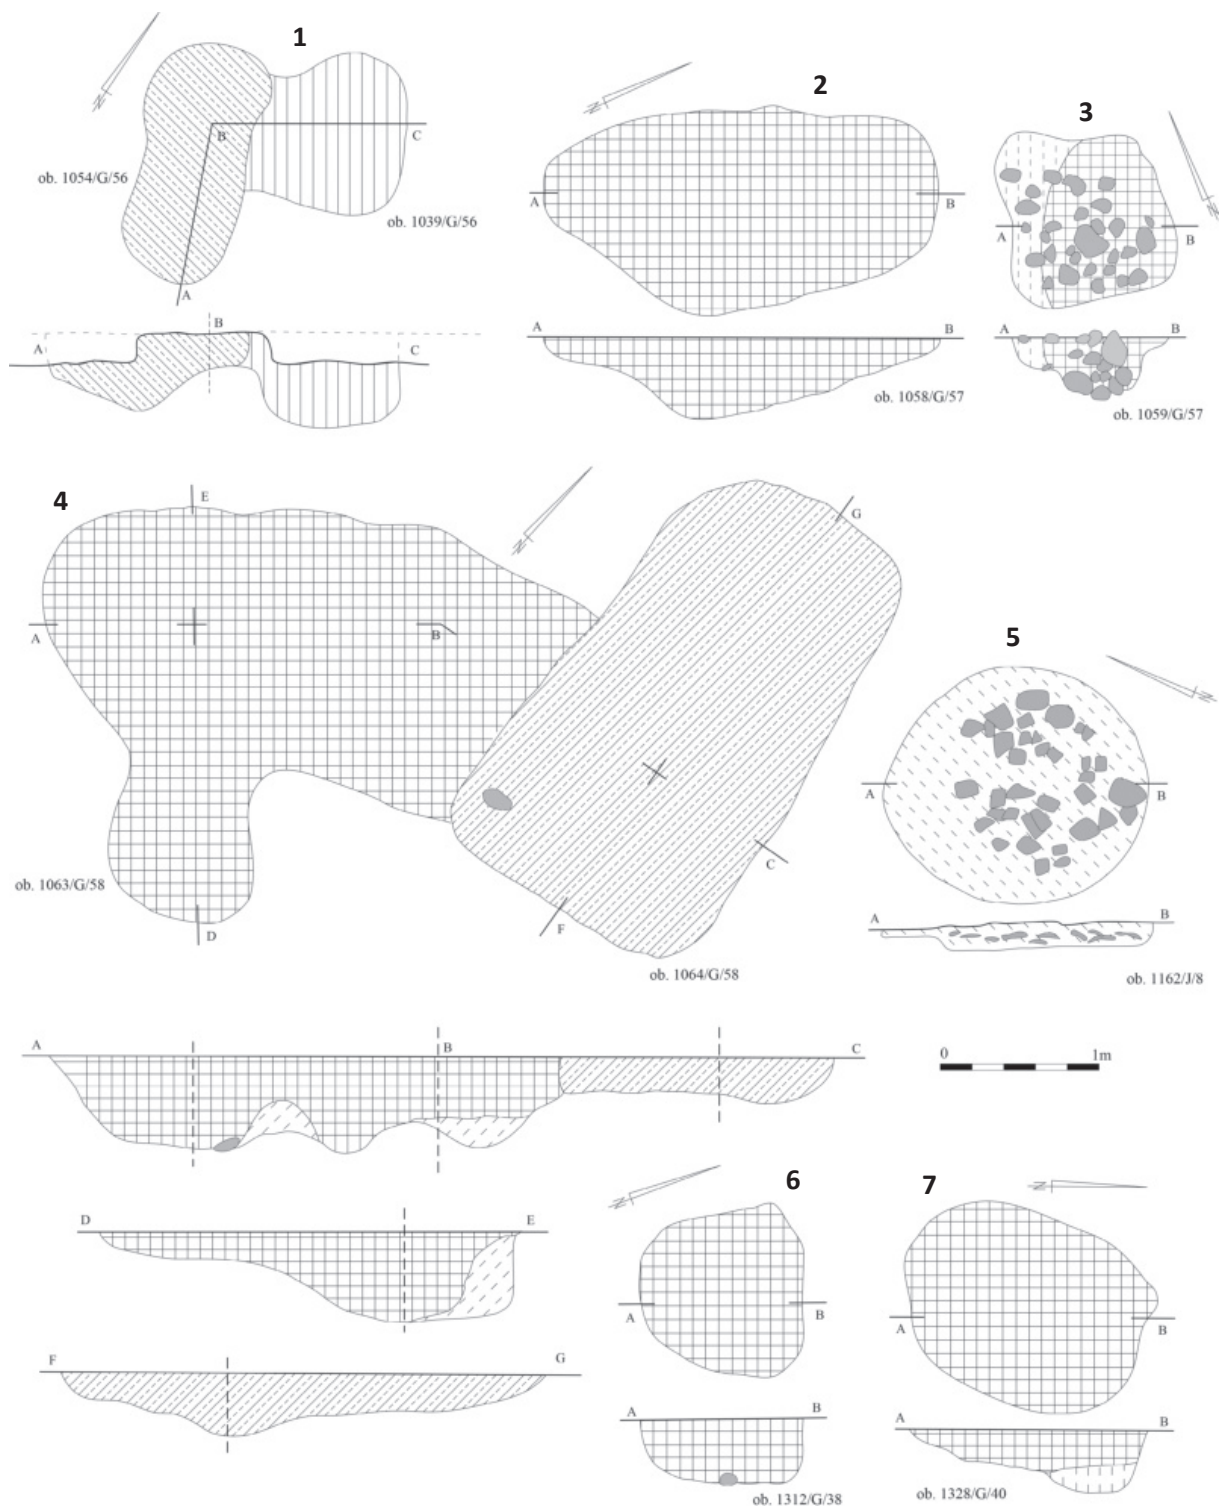 1
N
B
C
A
ob. 1054/G/56
ob. 1039/G/56
B
A
C
2
N
A
B
A
B
ob. 1058/G/57
3
N
A
B
A
B
ob. 1059/G/57
4
E
N
G
A
B
C
F
D
ob. 1063/G/58
ob. 1064/G/58
5
N
A
B
A
B
ob. 1162/J/8
A
B
C
0
1m
D
E
F
G
6
N
A
B
A
B
ob. 1312/G/38
7
N
A
B
A
B
ob. 1328/G/40